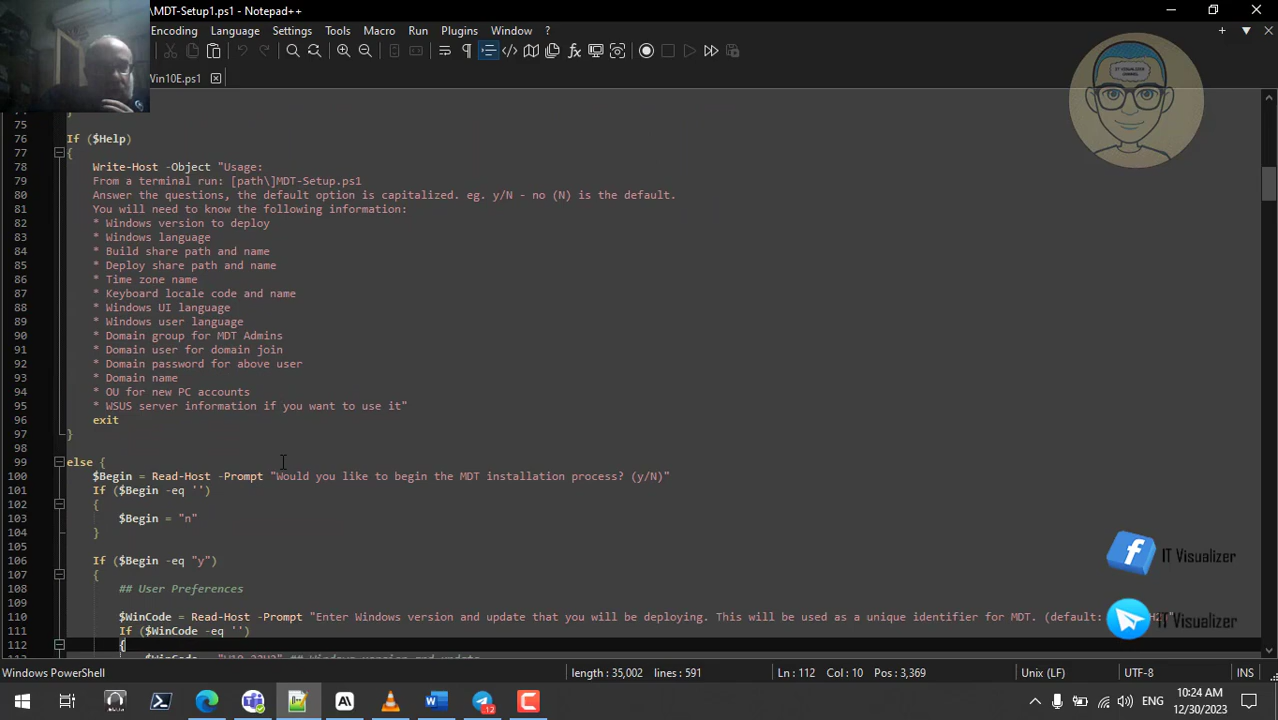 \MDT-Setup1.ps1 - Notepad++
Encoding Language Settings Tools Macro Run Plugins Window ?
Win10E.ps1
IT VISUALIZER
CHANNEL
75
76 If ($Help)
77 {
78 Write-Host -Object "Usage:
79 From a terminal run: [path\]MDT-Setup.ps1
80 Answer the questions, the default option is capitalized. eg. y/N - no (N) is the default.
81 You will need to know the following information:
82 * Windows version to deploy
83 * Windows language
84 * Build share path and name
85 * Deploy share path and name
86 * Time zone name
87 * Keyboard locale code and name
88 * Windows UI language
89 * Windows user language
90 * Domain group for MDT Admins
91 * Domain user for domain join
92 * Domain password for above user
93 * Domain name
94 * OU for new PC accounts
95 * WSUS server information if you want to use it"
96 exit
97 }
98
99 else {
100 $Begin = Read-Host -Prompt "Would you like to begin the MDT installation process? (y/N)"
101 If ($Begin -eq '')
102 {
103 $Begin = "n"
104 }
105
106 If ($Begin -eq "y")
107 {
108 ## User Preferences
109
110 $WinCode = Read-Host -Prompt "Enter Windows version and update that you will be deploying. This will be used as a unique identifier for MDT. (default:
111 If ($WinCode -eq '')
112 {
IT Visualizer
IT Visualizer
Windows PowerShell length: 35,002 lines: 591 Ln: 112 Col: 10 Pos: 3,369 Unix (LF) UTF-8 INS
12
ENG 10:24 AM
12/30/2023